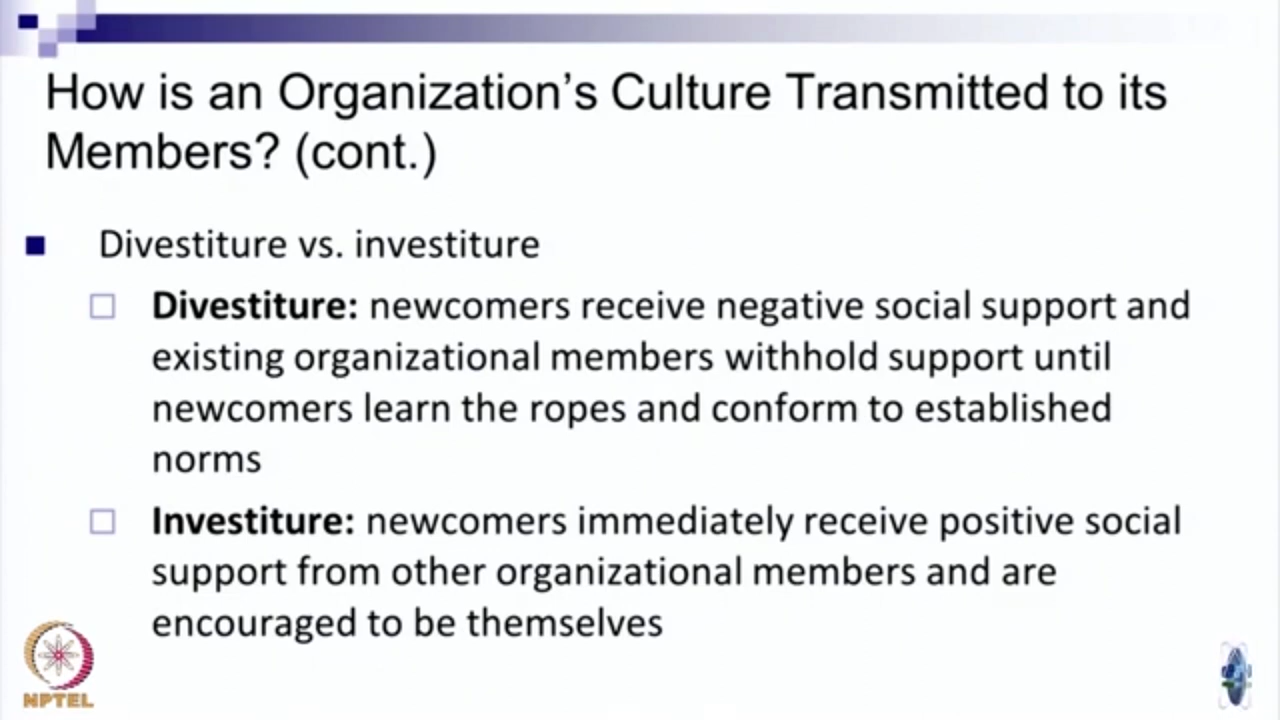 How is an Organization's Culture Transmitted to its
Members? (cont.)
Divestiture vs. investiture
Divestiture: newcomers receive negative social support and
existing organizational members withhold support until
newcomers learn the ropes and conform to established
norms
Investiture: newcomers immediately receive positive social
support from other organizational members and are
encouraged to be themselves
NPTEL